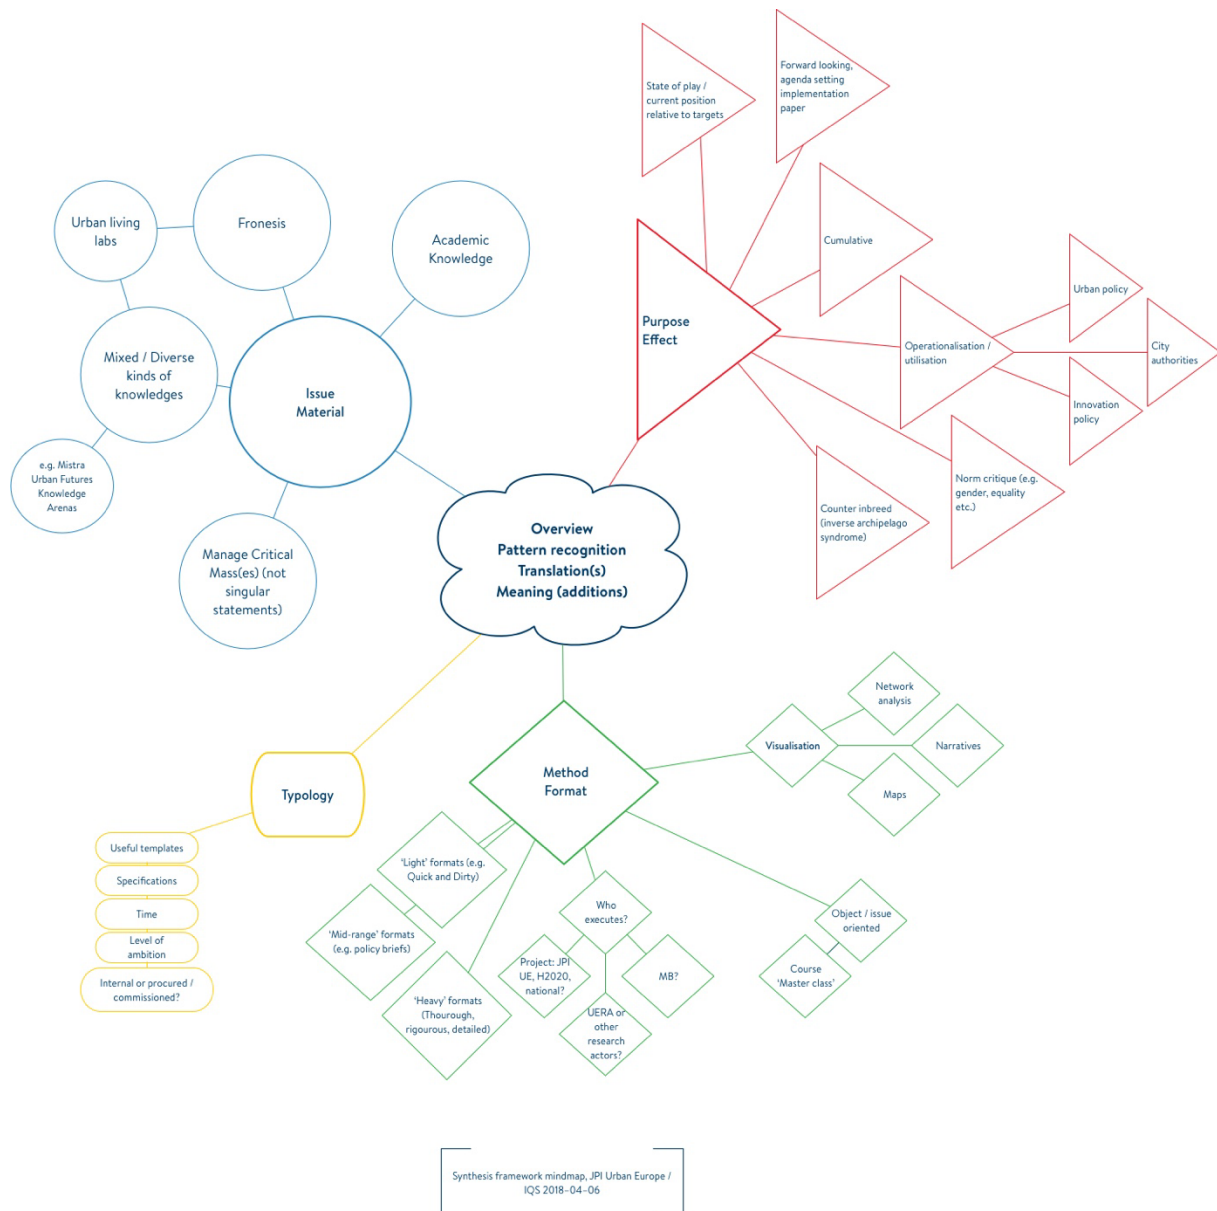 State of play /
current position
relative to targets
Forward looking,
agenda setting
implementation
paper
Urban living
labs
Fronesis
Academic
Knowledge
Cumulative
Urban policy
City
authorities
Operationalisation /
utilisation
Innovation
policy
Purpose
Effect
Mixed / Diverse
kinds of
knowledges
Issue
Material
e.g. Mistra
Urban Futures
Knowledge
Arenas
Norm critique (e.g.
gender, equality
etc.)
Counter inbreed
(inverse archipelago
syndrome)
Manage Critical
Mass(es) (not
singular
statements)
Overview
Pattern recognition
Translation(s)
Meaning (additions)
Network
analysis
Visualisation
Narratives
Maps
Method
Format
Typology
Useful templates
Specifications
Time
Level of
ambition
Internal or procured /
commissioned?
‘Light’ formats (e.g.
Quick and Dirty)
‘Mid-range’ formats
(e.g. policy briefs)
‘Heavy’ formats
(Thourough,
rigourous, detailed)
Who
executes?
Project: JPI
UE, H2020,
national?
MB?
UERA or
other
research
actors?
Object / issue
oriented
Course
‘Master class’
Synthesis framework mindmap, JPI Urban Europe /
IQS 2018–04–06